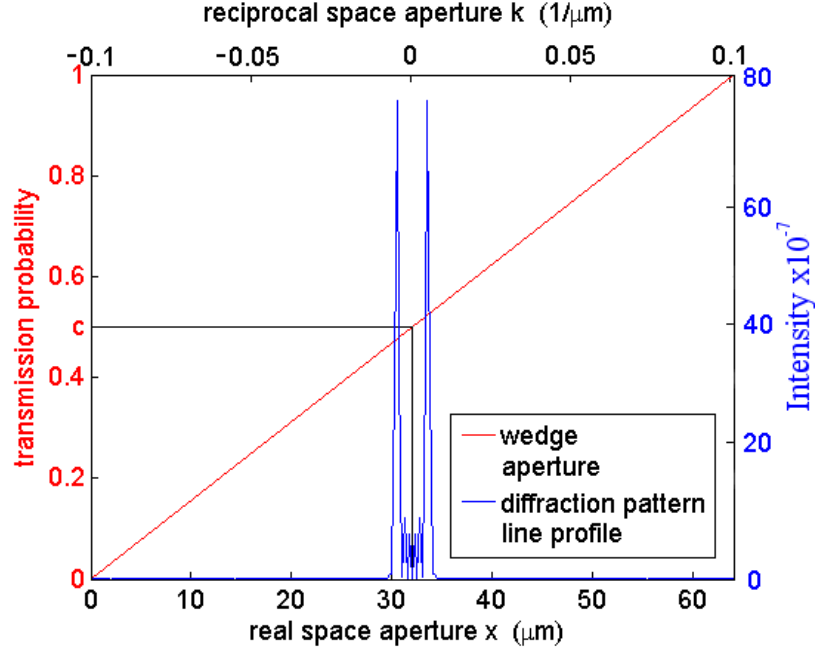 reciprocal space aperture k (1/μm)
−0.1 −0.05 0 0.05 0.1
1 80
0.8
60
0.6
c 40
0.4
20
0.2
0 0
transmission probability
Intensity x10⁻⁷
wedge
aperture
diffraction pattern
line profile
0 10 20 30 40 50 60
real space aperture x (μm)